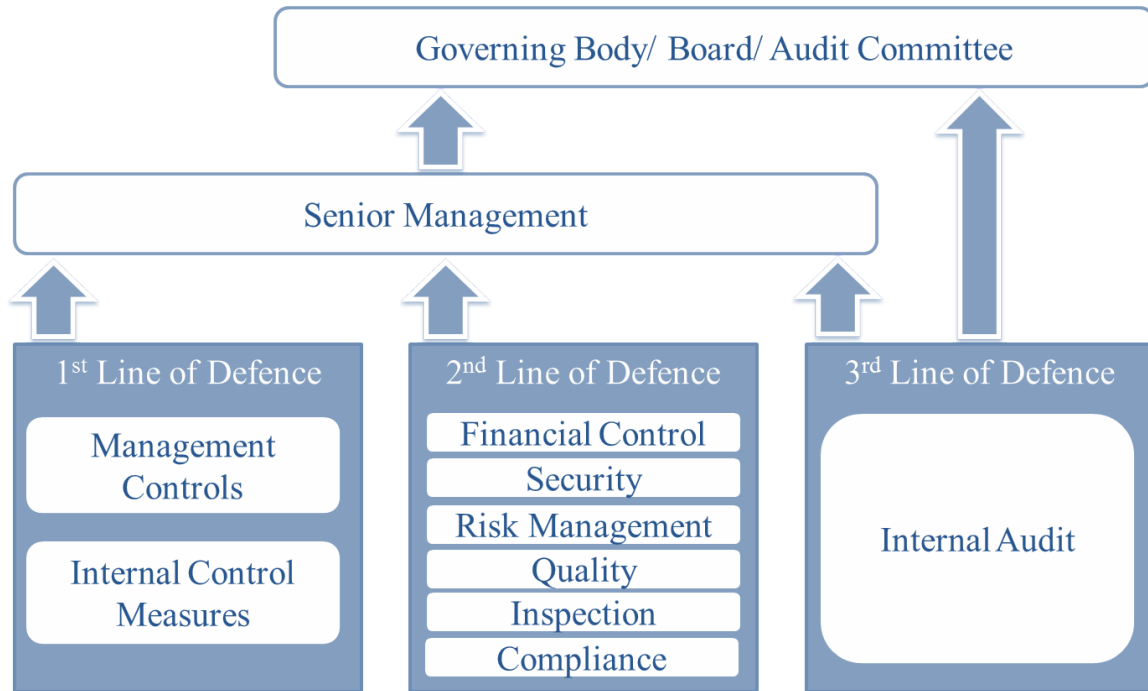 Governing Body/ Board/ Audit Committee
Senior Management
1st Line of Defence
Management
Controls
Internal Control
Measures
2nd Line of Defence
Financial Control
Security
Risk Management
Quality
Inspection
Compliance
3rd Line of Defence
Internal Audit